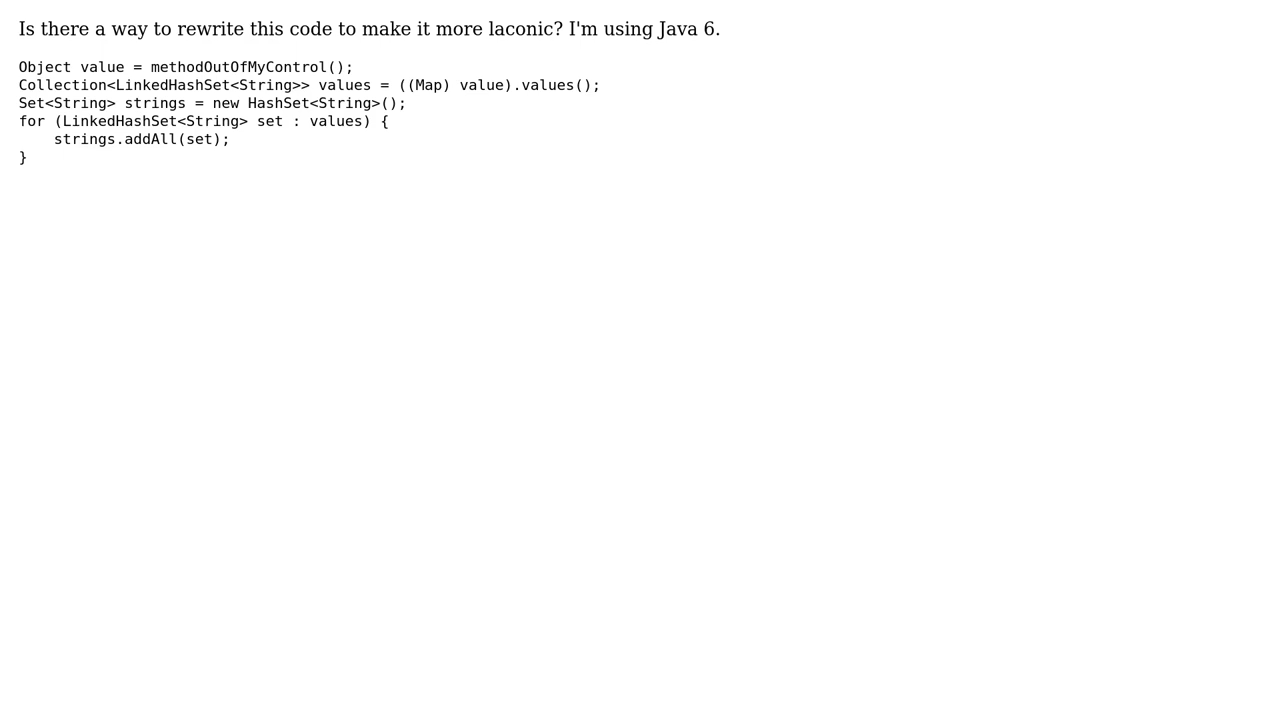 Is there a way to rewrite this code to make it more laconic? I'm using Java 6.
Object value = methodOutOfMyControl();
Collection<LinkedHashSet<String>> values = ((Map) value).values();
Set<String> strings = new HashSet<String>();
for (LinkedHashSet<String> set : values) {
    strings.addAll(set);
}